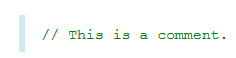 // This is a comment.